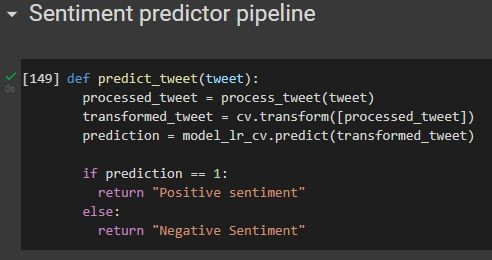 Sentiment predictor pipeline
[149] def predict_tweet(tweet):
0s
processed_tweet = process_tweet(tweet)
transformed_tweet = cv.transform([processed_tweet])
prediction = model_lr_cv.predict(transformed_tweet)
if prediction == 1:
return "Positive sentiment"
else:
return "Negative Sentiment"